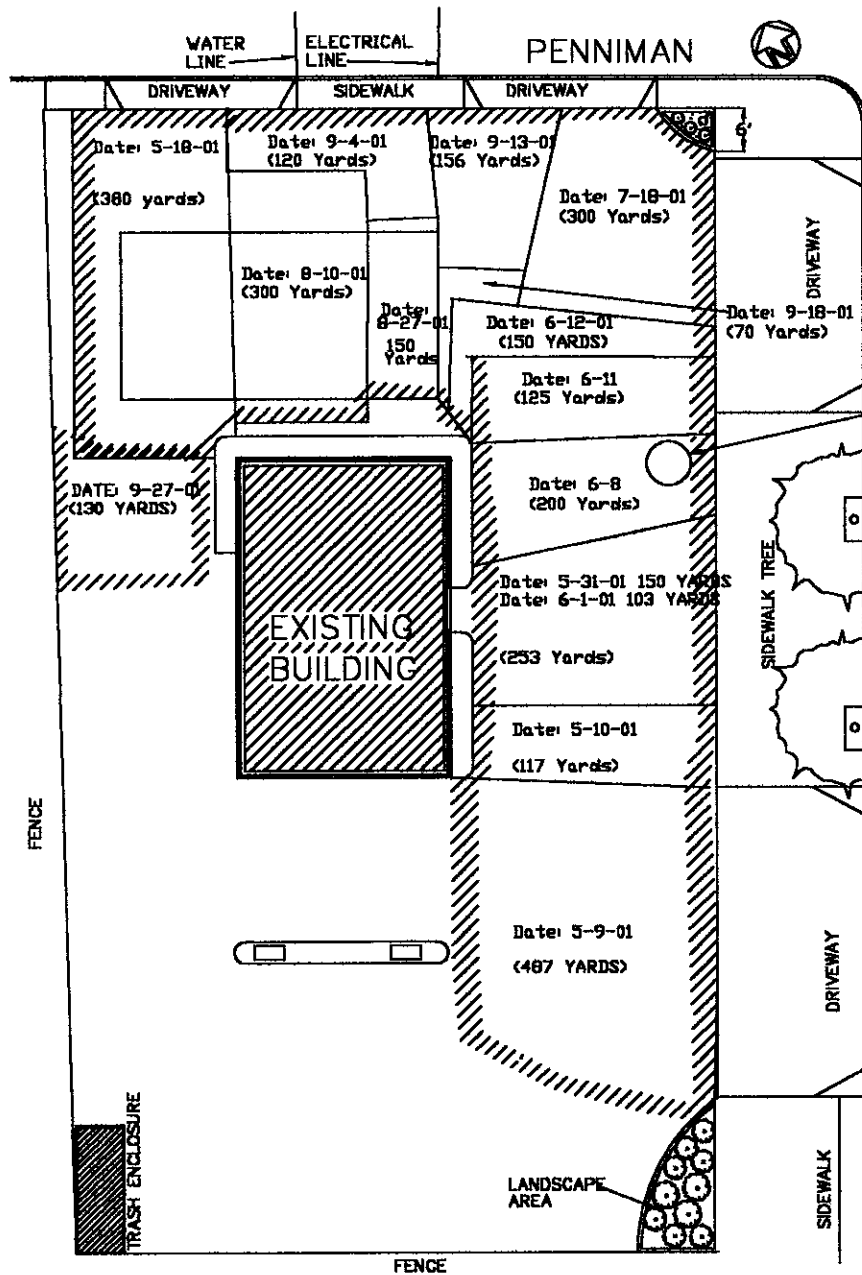 WATER
LINE
ELECTRICAL
LINE
PENNIMAN
N
DRIVEWAY
SIDEWALK
DRIVEWAY
6'
Date: 5-18-01
(380 yards)
Date: 9-4-01
(120 Yards)
Date: 9-13-01
(156 Yards)
Date: 7-18-01
(300 Yards)
DRIVEWAY
Date: 8-10-01
(300 Yards)
Date:
8-27-01
150
Yards
Date: 6-12-01
(150 YARDS)
Date: 9-18-01
(70 Yards)
Date: 6-11
(125 Yards)
DATE: 9-27-01
(130 YARDS)
Date: 6-8
(200 Yards)
SIDEWALK TREE
Date: 5-31-01 150 YARDS
Date: 6-1-01 103 YARDS
(253 Yards)
EXISTING
BUILDING
Date: 5-10-01
(117 Yards)
FENCE
Date: 5-9-01
(487 YARDS)
DRIVEWAY
TRASH ENCLOSURE
LANDSCAPE
AREA
SIDEWALK
FENCE